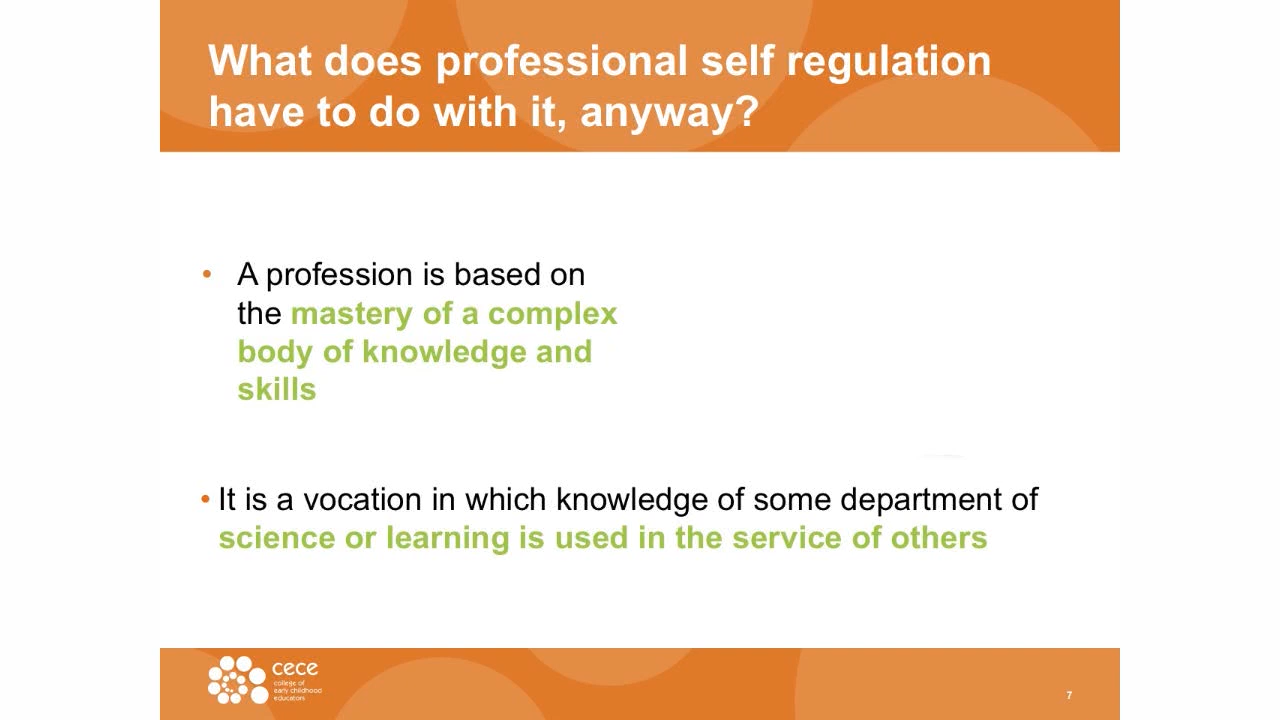 What does professional self regulation
have to do with it, anyway?
• A profession is based on
the mastery of a complex
body of knowledge and
skills
• It is a vocation in which knowledge of some department of
science or learning is used in the service of others
cece
college of
early childhood
educators
7